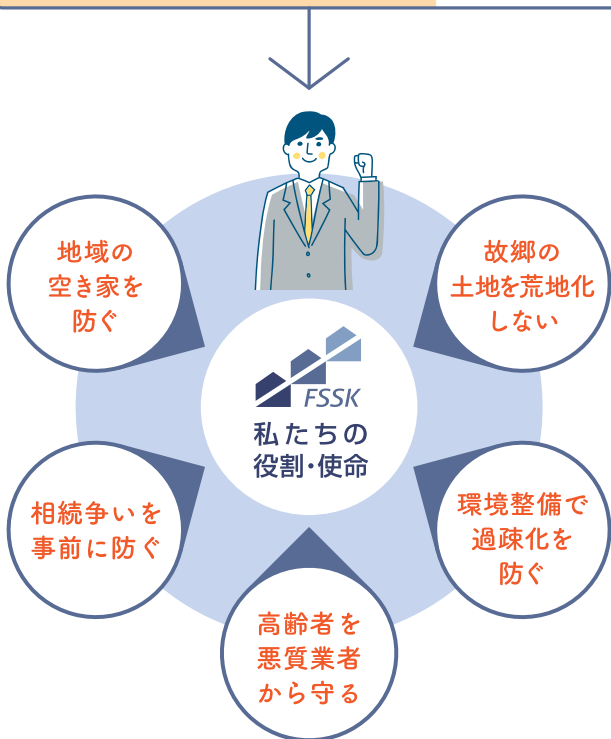 地域の
空き家を
防ぐ
故郷の
土地を荒地化
しない
FSSK
私たちの
役割・使命
相続争いを
事前に防ぐ
環境整備で
過疎化を
防ぐ
高齢者を
悪質業者
から守る